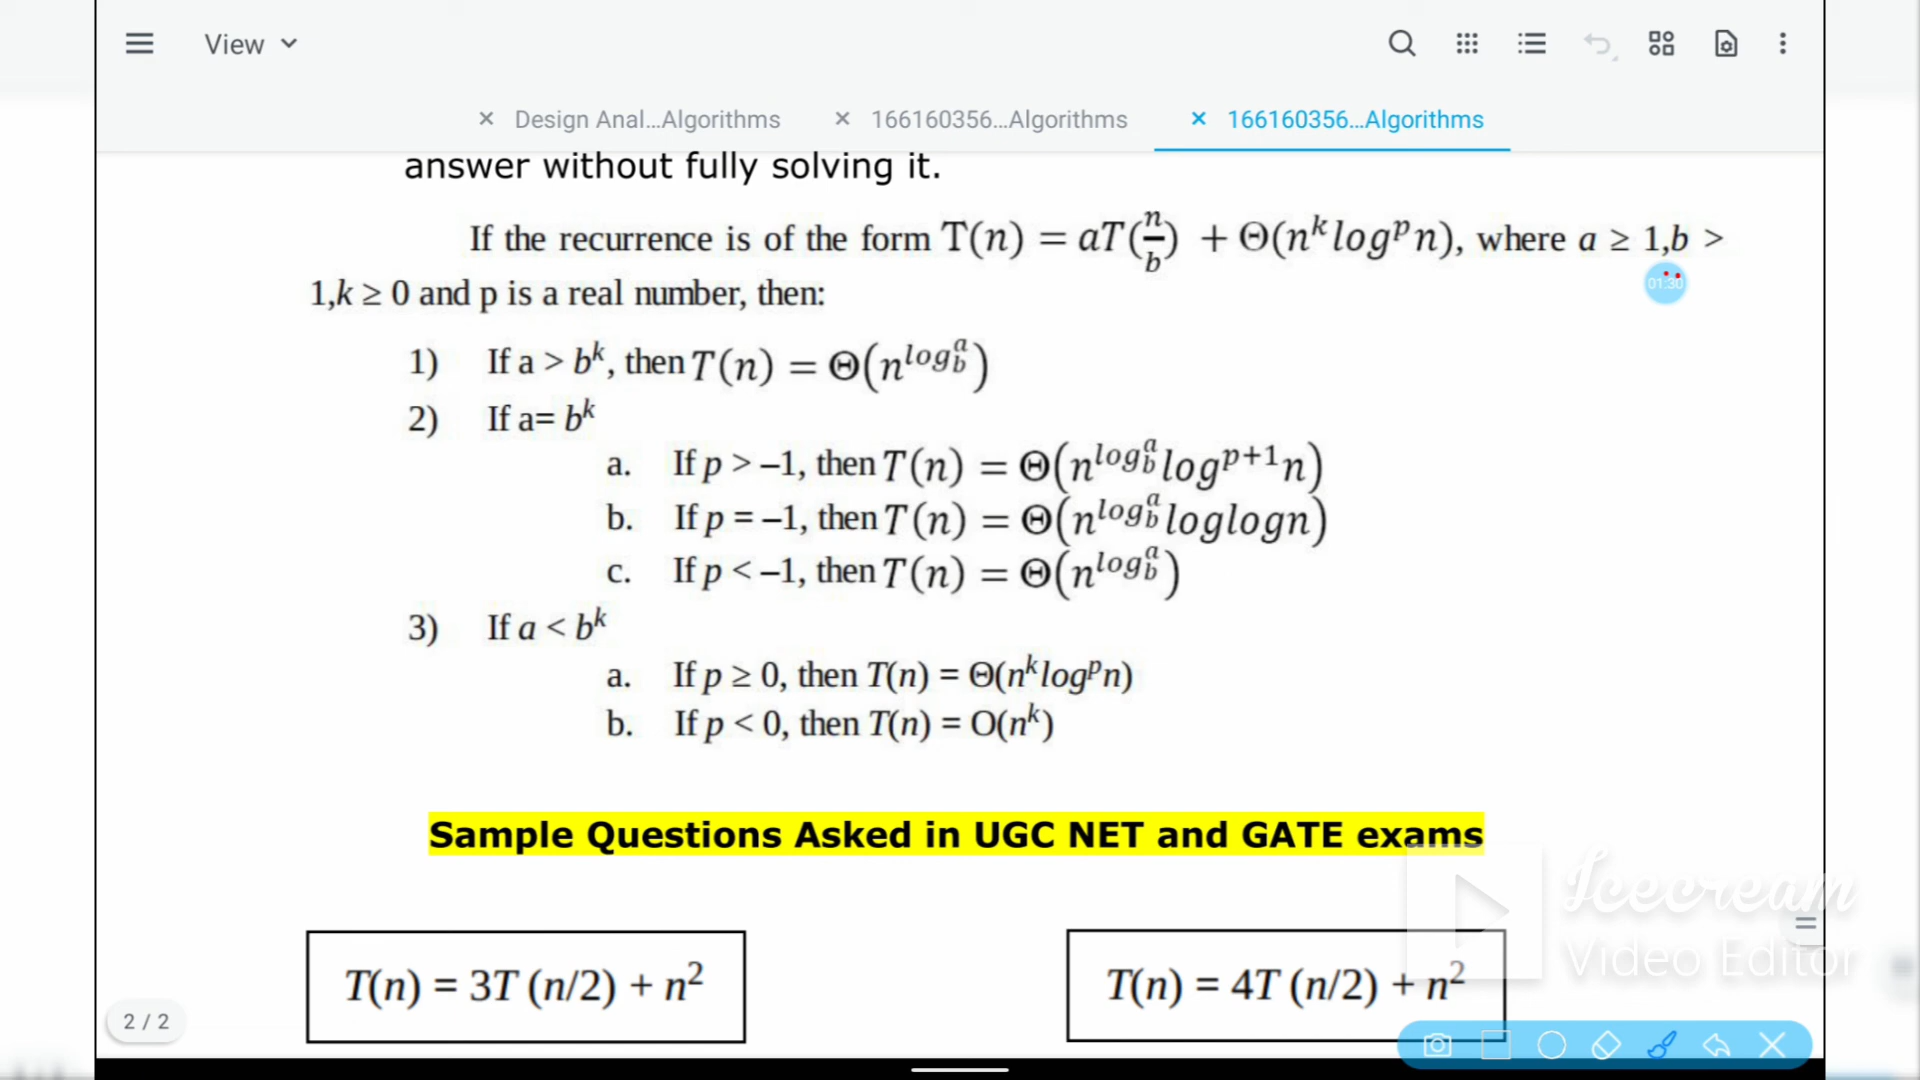 View
Design Anal...Algorithms
166160356...Algorithms
166160356...Algorithms
answer without fully solving it.
If the recurrence is of the form T(n) = aT(n/b) + Θ(n^k log^p n), where a ≥ 1,b >
01:30
1,k ≥ 0 and p is a real number, then:
1) If a > b^k, then T(n) = Θ(n^log_b^a)
2) If a= b^k
a. If p > –1, then T(n) = Θ(n^log_b^a log^p+1 n)
b. If p = –1, then T(n) = Θ(n^log_b^a loglogn)
c. If p < –1, then T(n) = Θ(n^log_b^a)
3) If a < b^k
a. If p ≥ 0, then T(n) = Θ(n^k log^p n)
b. If p < 0, then T(n) = O(n^k)
Sample Questions Asked in UGC NET and GATE exams
Icecream
Video Editor
T(n) = 3T (n/2) + n²
T(n) = 4T (n/2) + n²
2 / 2